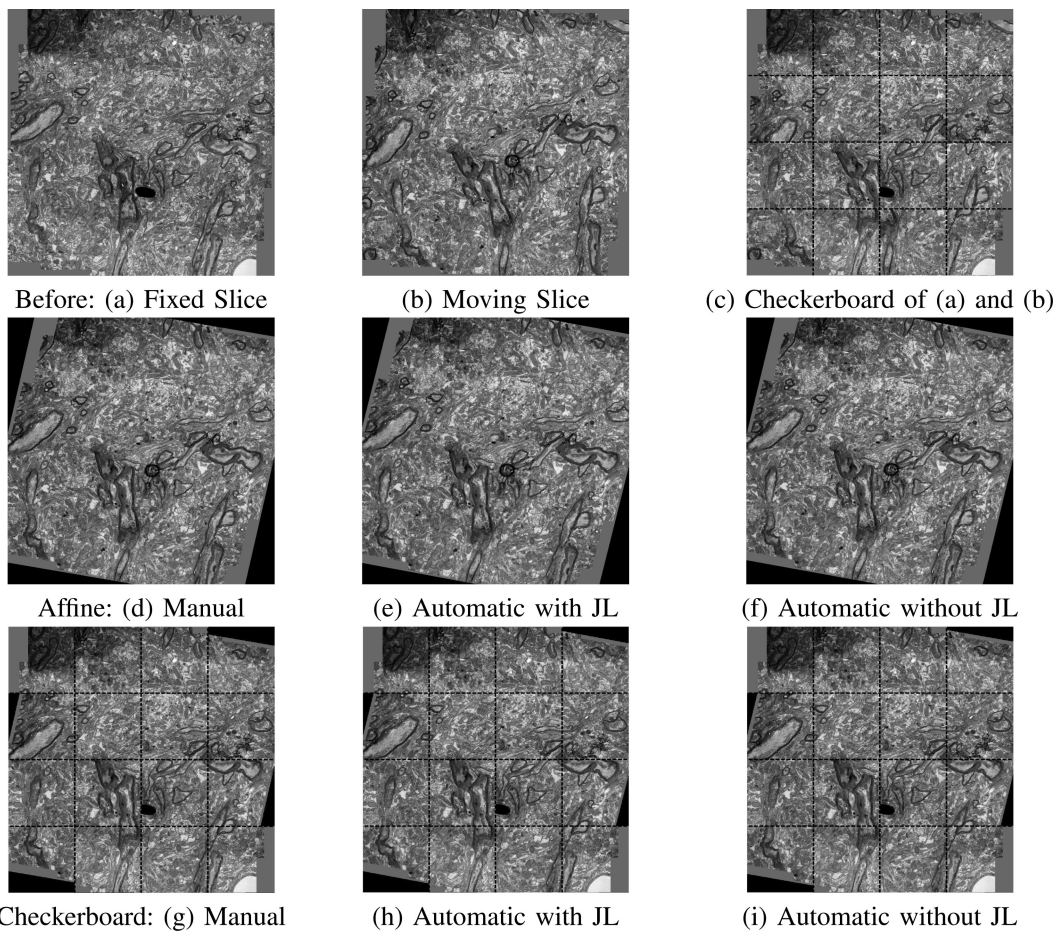 Before: (a) Fixed Slice
(b) Moving Slice
(c) Checkerboard of (a) and (b)
Affine: (d) Manual
(e) Automatic with JL
(f) Automatic without JL
Checkerboard: (g) Manual
(h) Automatic with JL
(i) Automatic without JL